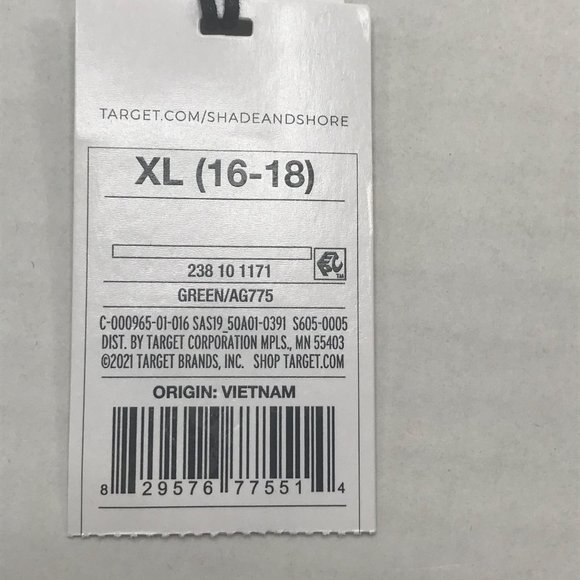 TARGET.COM/SHADEANDSHORE
XL (16-18)
238 10 1171
GREEN/AG775
C-000965-01-016 SAS19_50A01-0391 S605-0005
DIST. BY TARGET CORPORATION MPLS., MN 55403
©2021 TARGET BRANDS, INC. SHOP TARGET.COM
ORIGIN: VIETNAM
8 29576 77551 4